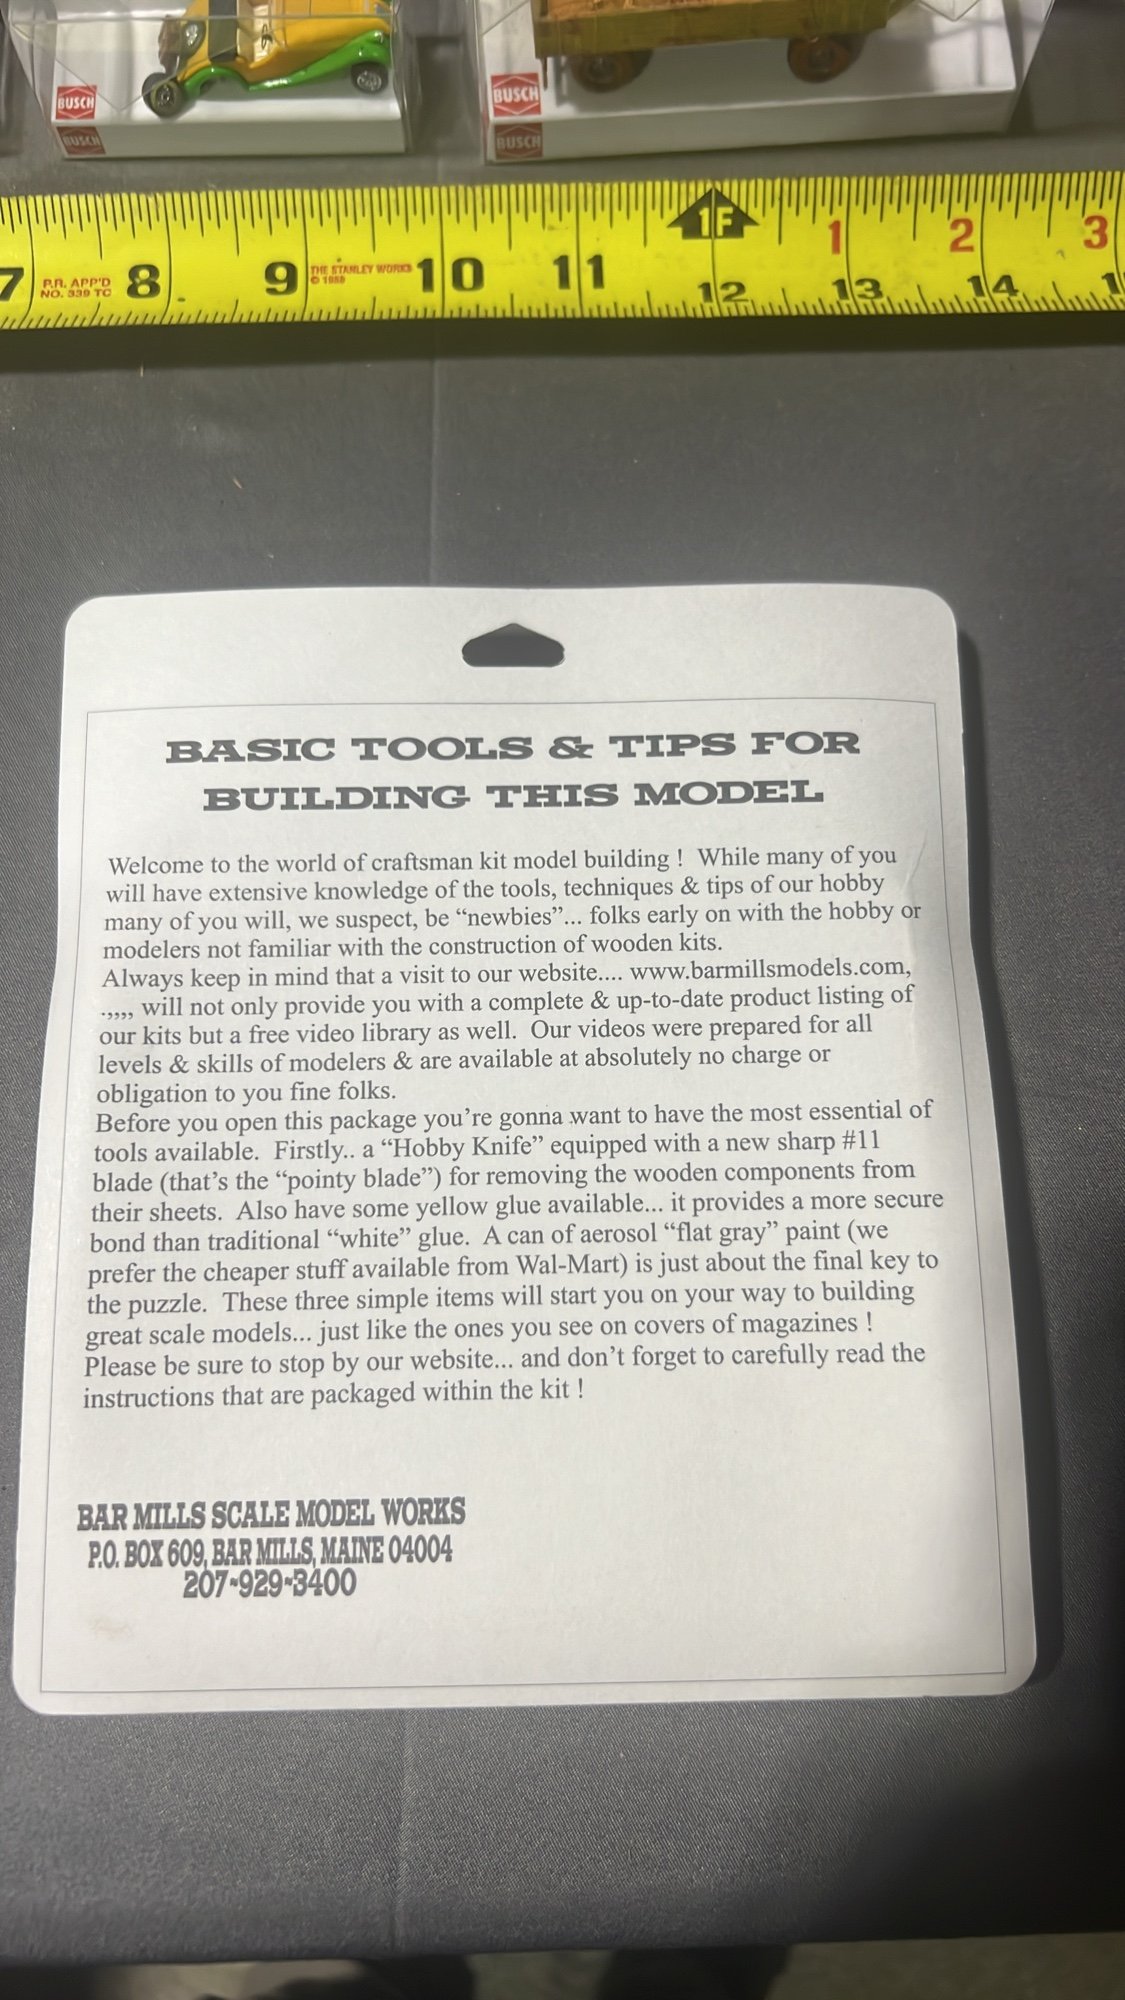 BUSCH
BUSCH
BUSCH
BUSCH
1F 1 2 3
7 P.R. APP'D NO. 339 TC 8 9 THE STANLEY WORKS © 1989 10 11 12 13 14
BASIC TOOLS & TIPS FOR
BUILDING THIS MODEL
Welcome to the world of craftsman kit model building ! While many of you
will have extensive knowledge of the tools, techniques & tips of our hobby
many of you will, we suspect, be “newbies”... folks early on with the hobby or
modelers not familiar with the construction of wooden kits.
Always keep in mind that a visit to our website.... www.barmillsmodels.com,
.,,,,, will not only provide you with a complete & up-to-date product listing of
our kits but a free video library as well. Our videos were prepared for all
levels & skills of modelers & are available at absolutely no charge or
obligation to you fine folks.
Before you open this package you’re gonna want to have the most essential of
tools available. Firstly.. a “Hobby Knife” equipped with a new sharp #11
blade (that’s the “pointy blade”) for removing the wooden components from
their sheets. Also have some yellow glue available... it provides a more secure
bond than traditional “white” glue. A can of aerosol “flat gray” paint (we
prefer the cheaper stuff available from Wal-Mart) is just about the final key to
the puzzle. These three simple items will start you on your way to building
great scale models... just like the ones you see on covers of magazines !
Please be sure to stop by our website... and don’t forget to carefully read the
instructions that are packaged within the kit !
BAR MILLS SCALE MODEL WORKS
P.O. BOX 609, BAR MILLS, MAINE 04004
207-929-3400